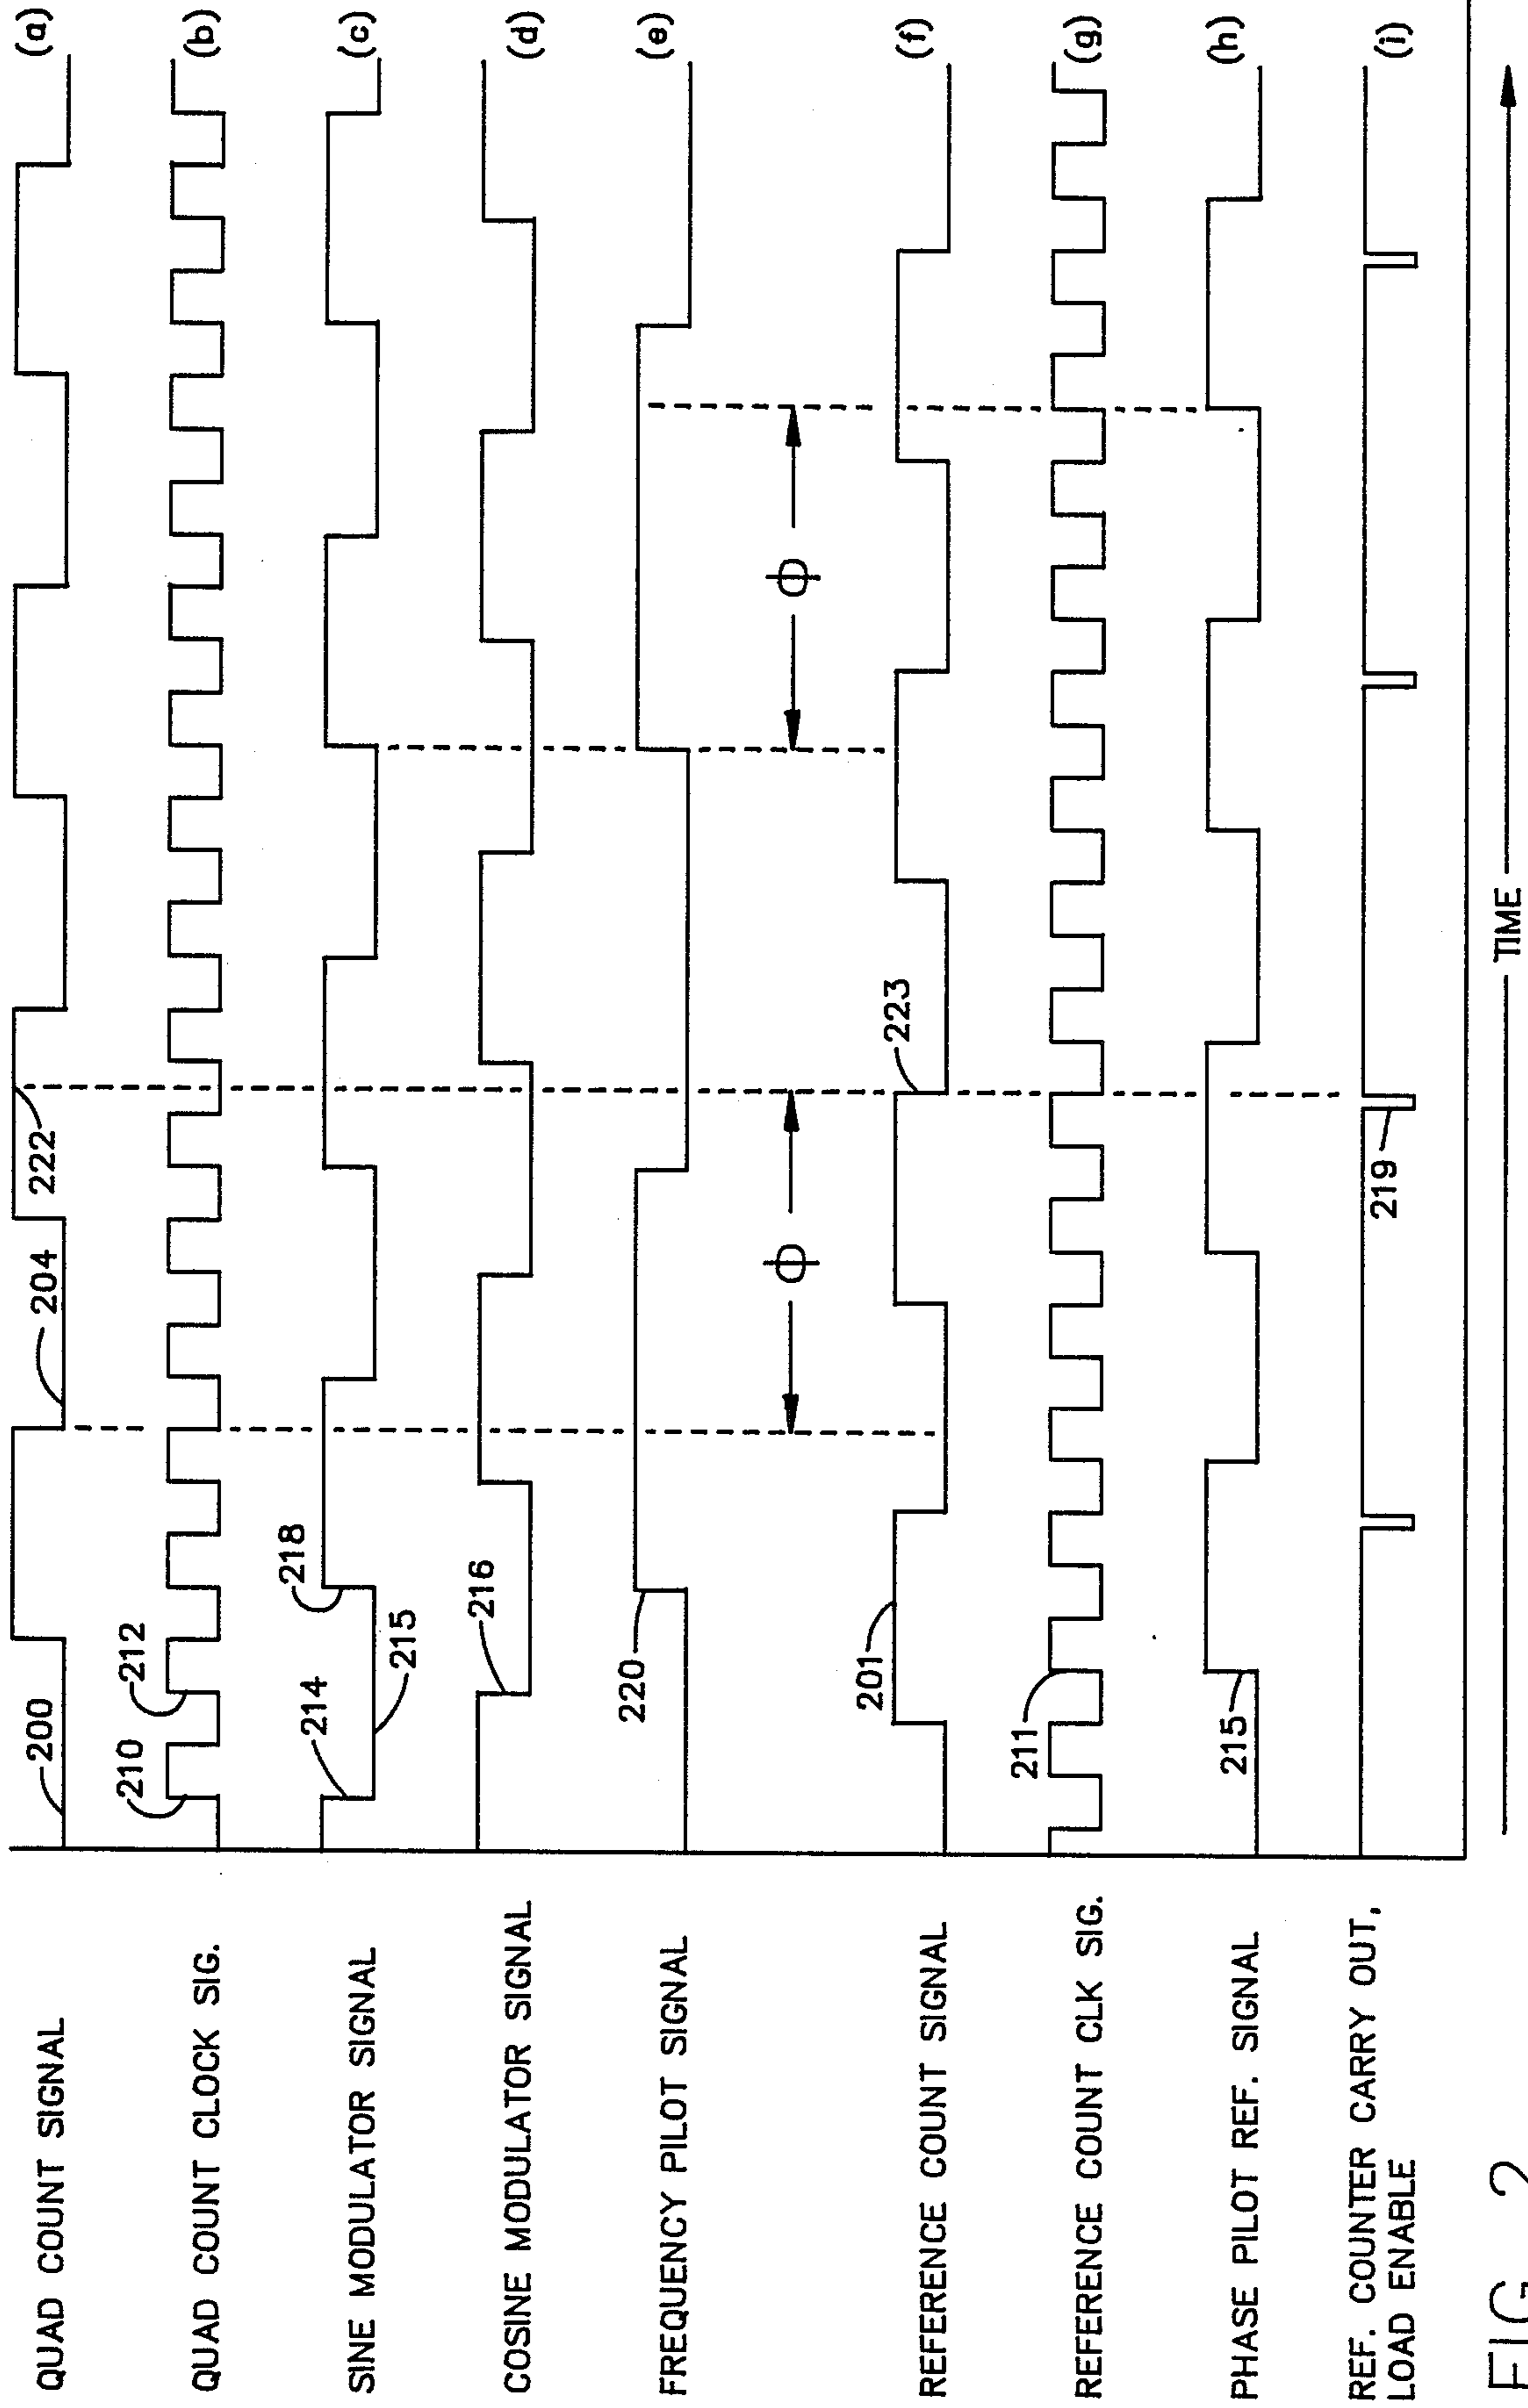 QUAD COUNT SIGNAL
200
204
222
(a)
QUAD COUNT CLOCK SIG.
210
212
(b)
SINE MODULATOR SIGNAL
214
215
218
(c)
COSINE MODULATOR SIGNAL
216
(d)
FREQUENCY PILOT SIGNAL
220
(e)
ϕ
ϕ
REFERENCE COUNT SIGNAL
201
223
(f)
REFERENCE COUNT CLK SIG.
211
(g)
PHASE PILOT REF. SIGNAL
215
(h)
REF. COUNTER CARRY OUT,
LOAD ENABLE
219
(i)
TIME
FIG. 2